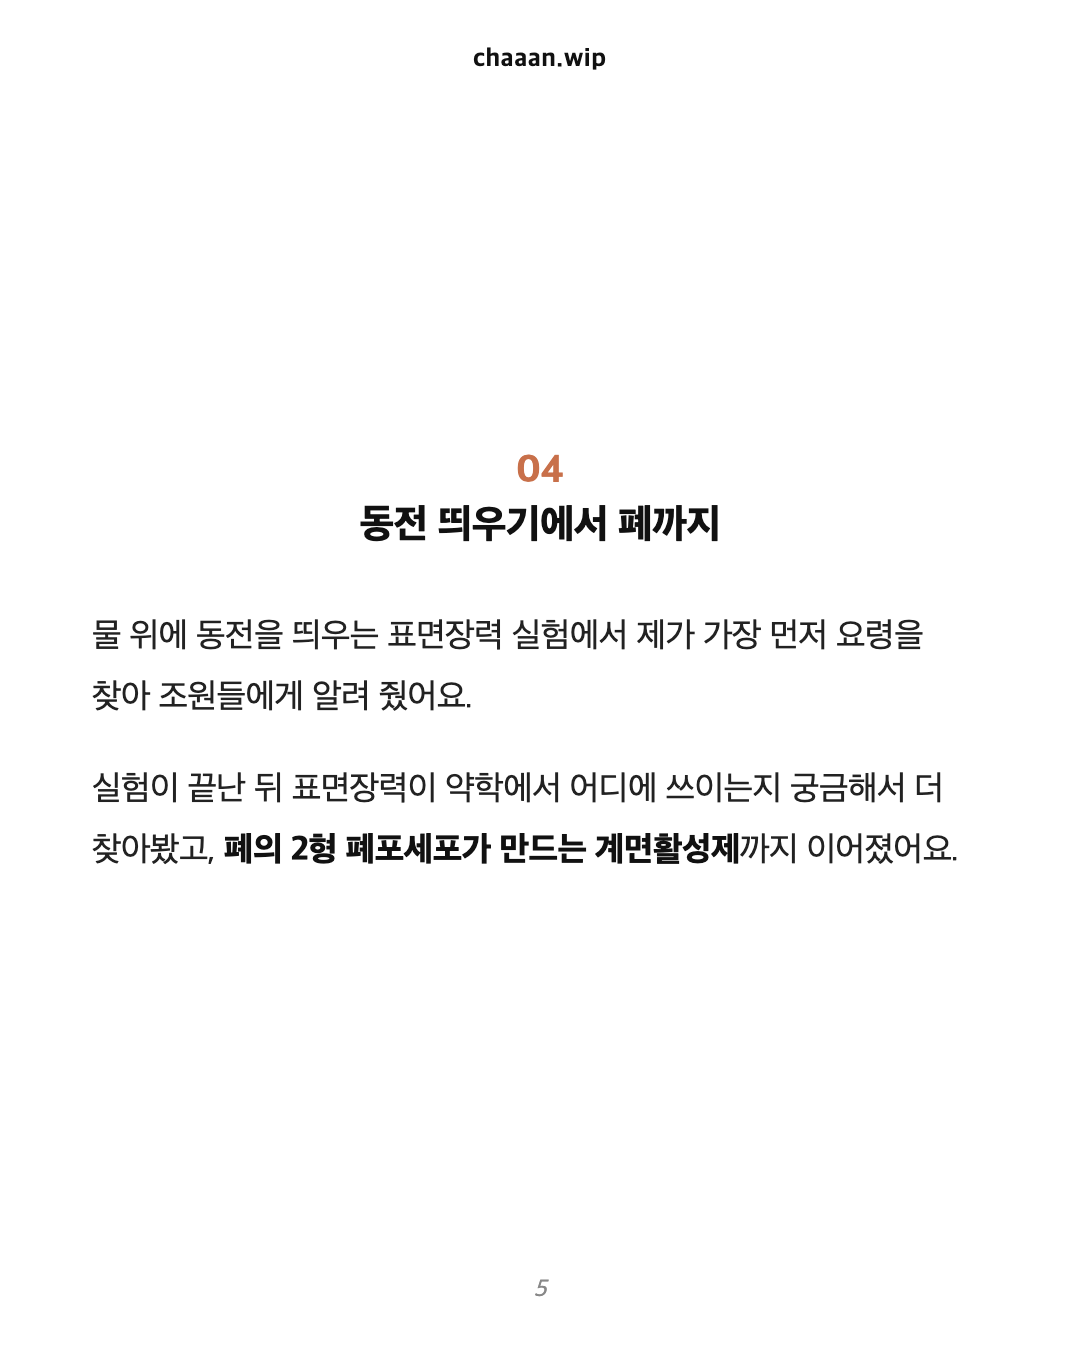 chaaan.wip
04
동전 띄우기에서 폐까지
물 위에 동전을 띄우는 표면장력 실험에서 제가 가장 먼저 요령을
찾아 조원들에게 알려 줬어요.
실험이 끝난 뒤 표면장력이 약학에서 어디에 쓰이는지 궁금해서 더
찾아봤고, 폐의 2형 폐포세포가 만드는 계면활성제까지 이어졌어요.
5